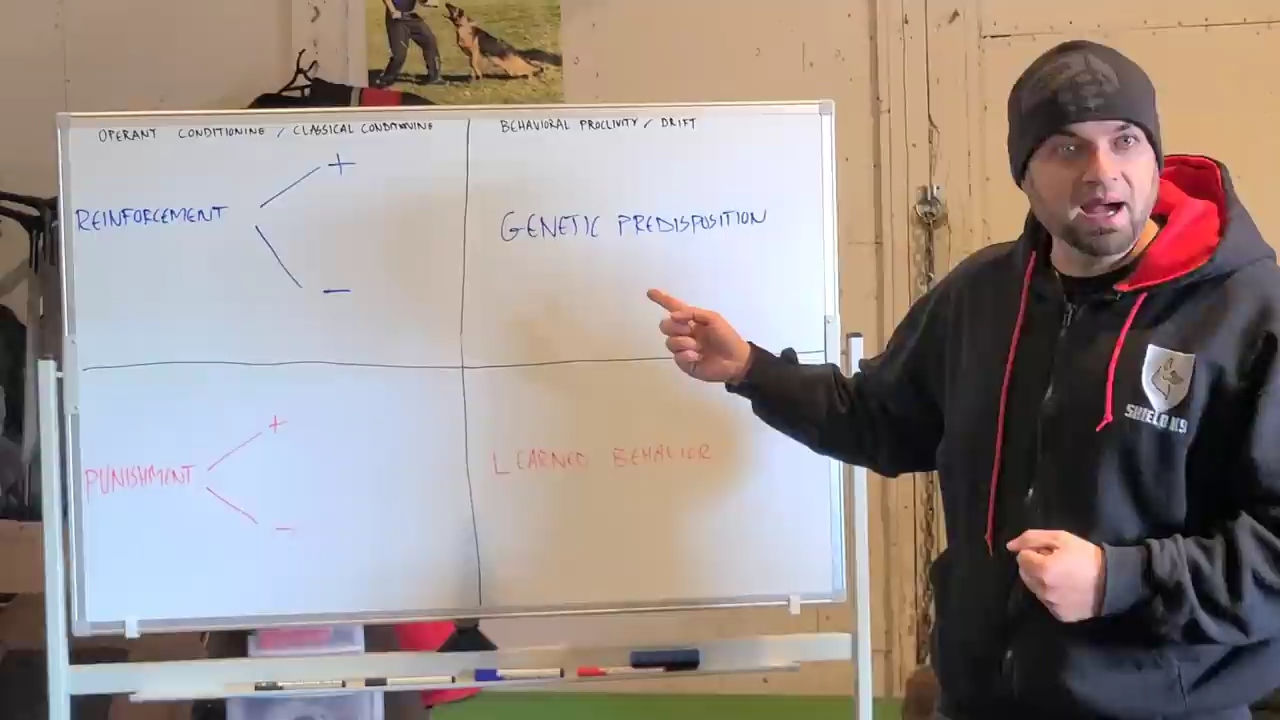 OPERANT CONDITIONING / CLASSICAL CONDITIONING
BEHAVIORAL PROCLIVITY / DRIFT
+
REINFORCEMENT
–
GENETIC PREDISPOSITION
+
PUNISHMENT
–
LEARNED BEHAVIOR
SHIELD K9